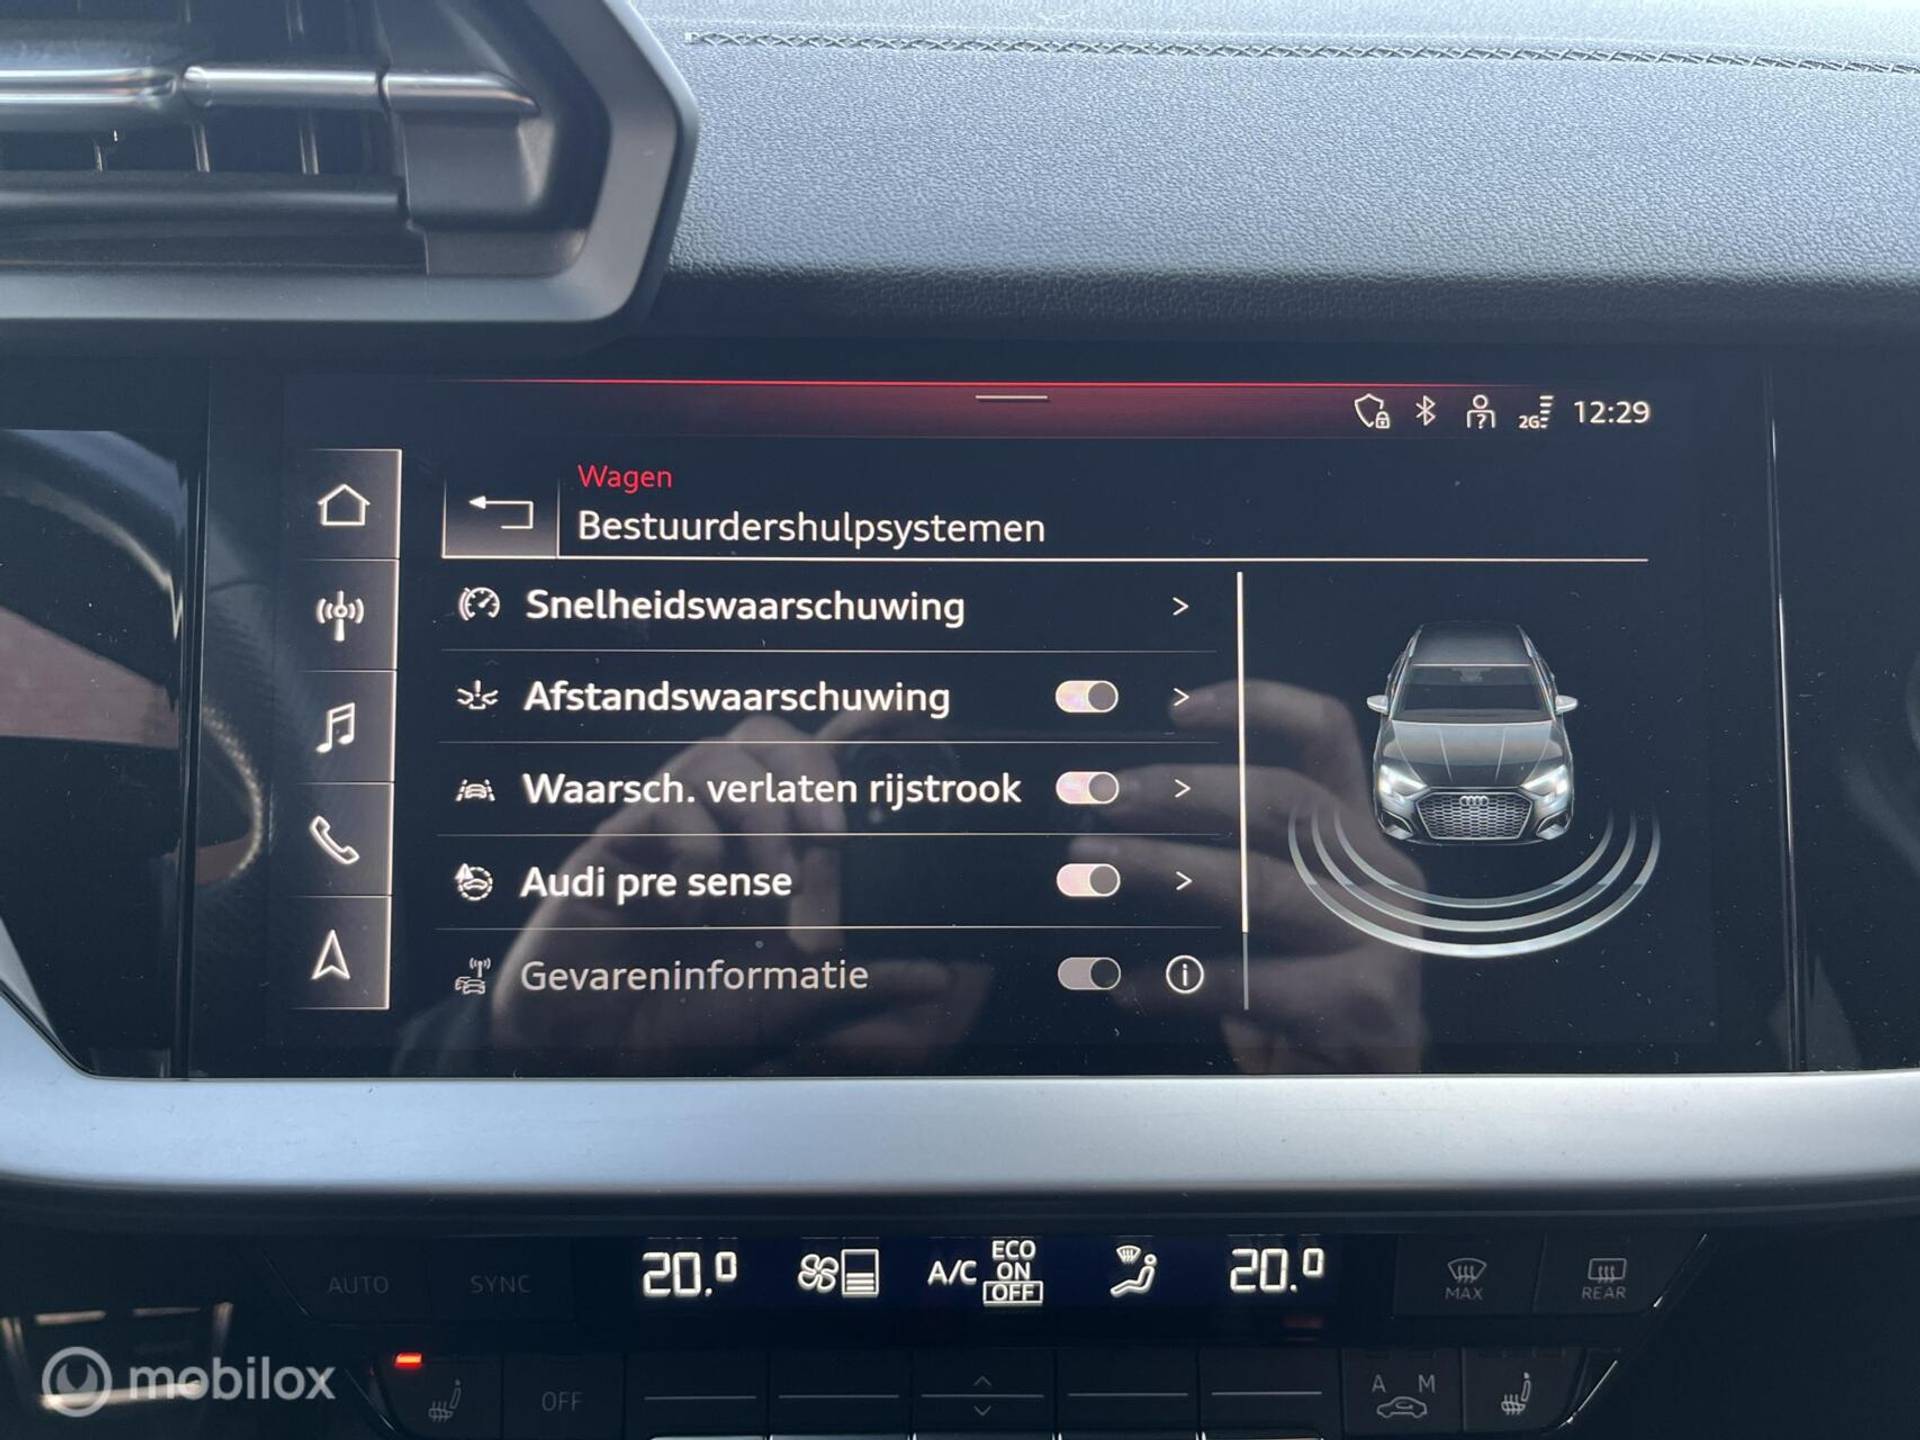 2G 12:29
Wagen
Bestuurdershulpsystemen
Snelheidswaarschuwing
Afstandswaarschuwing
Waarsch. verlaten rijstrook
Audi pre sense
Gevareninformatie
AUTO SYNC 20.0 A/C ECO ON OFF 20.0 MAX REAR
OFF A M
mobilox